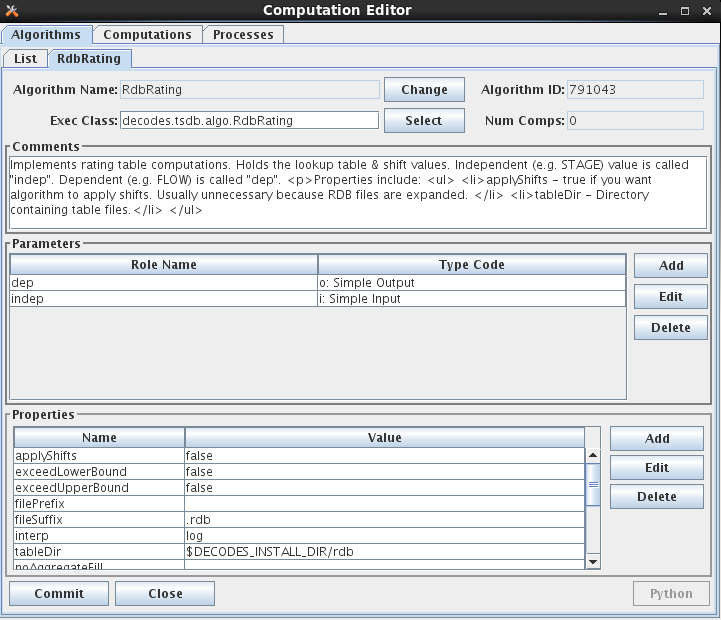 Computation Editor
Algorithms Computations Processes
List RdbRating
Algorithm Name: RdbRating Change Algorithm ID: 791043
Exec Class: decodes.tsdb.algo.RdbRating Select Num Comps: 0
Comments
Implements rating table computations. Holds the lookup table & shift values. Independent (e.g. STAGE) value is called
"indep". Dependent (e.g. FLOW) is called "dep". <p>Properties include: <ul> <li>applyShifts - true if you want
algorithm to apply shifts. Usually unnecessary because RDB files are expanded. </li> <li>tableDir - Directory
containing table files.</li> </ul>
Parameters
Role Name Type Code Add
dep o: Simple Output
indep i: Simple Input Edit
Delete
Properties
Name Value Add
applyShifts false
exceedLowerBound false Edit
exceedUpperBound false
filePrefix Delete
fileSuffix .rdb
interp log
tableDir $DECODES_INSTALL_DIR/rdb
noAggregateFill
Commit Close Python